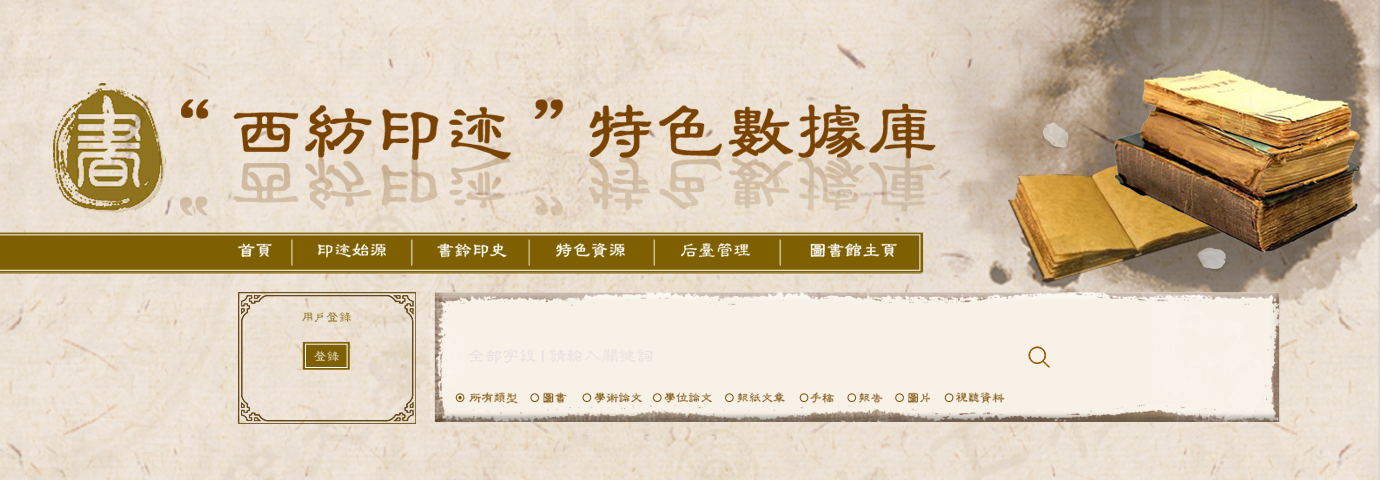 書
“西紡印迹”特色數據庫
首頁 印迹始源 書鈴印史 特色資源 后臺管理 圖書館主頁
用戶登錄
登錄
全部字段 | 請輸入關鍵詞
所有類型 圖書 學術論文 學位論文 報紙文章 手稿 報告 圖片 視聽資料